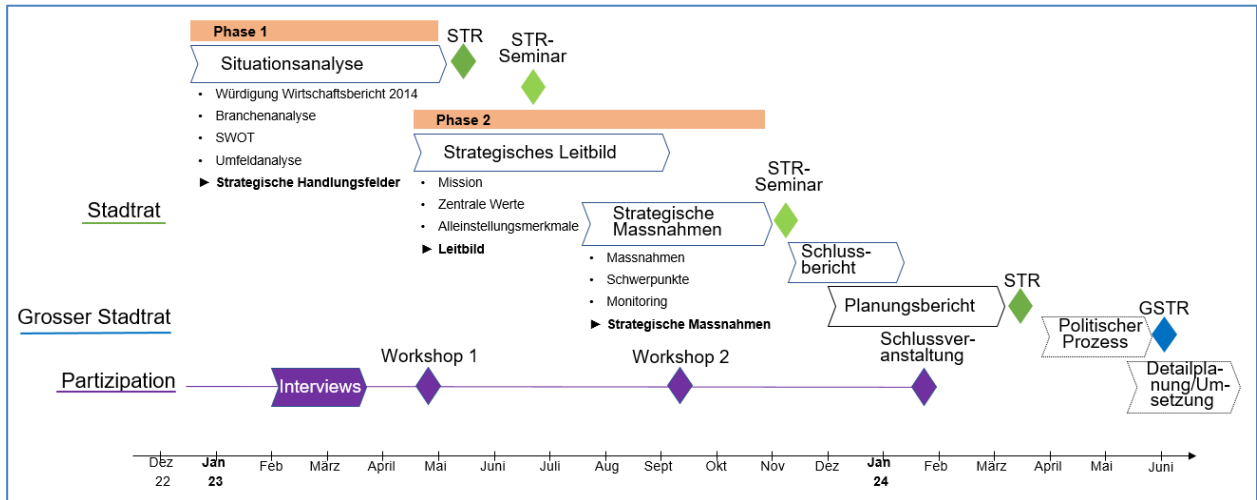 Phase 1
Situationsanalyse
• Würdigung Wirtschaftsbericht 2014
• Branchenanalyse
• SWOT
• Umfeldanalyse
► Strategische Handlungsfelder
STR
STR-
Seminar
Phase 2
Strategisches Leitbild
• Mission
• Zentrale Werte
• Alleinstellungsmerkmale
► Leitbild
Strategische
Massnahmen
• Massnahmen
• Schwerpunkte
• Monitoring
► Strategische Massnahmen
STR-
Seminar
Schluss-
bericht
Planungsbericht
STR
Politischer
Prozess
GSTR
Detailpla-
nung/Um-
setzung
Stadtrat
Grosser Stadtrat
Partizipation
Interviews
Workshop 1
Workshop 2
Schlussver-
anstaltung
Dez
22
Jan
23
Feb
März
April
Mai
Juni
Juli
Aug
Sept
Okt
Nov
Dez
Jan
24
Feb
März
April
Mai
Juni